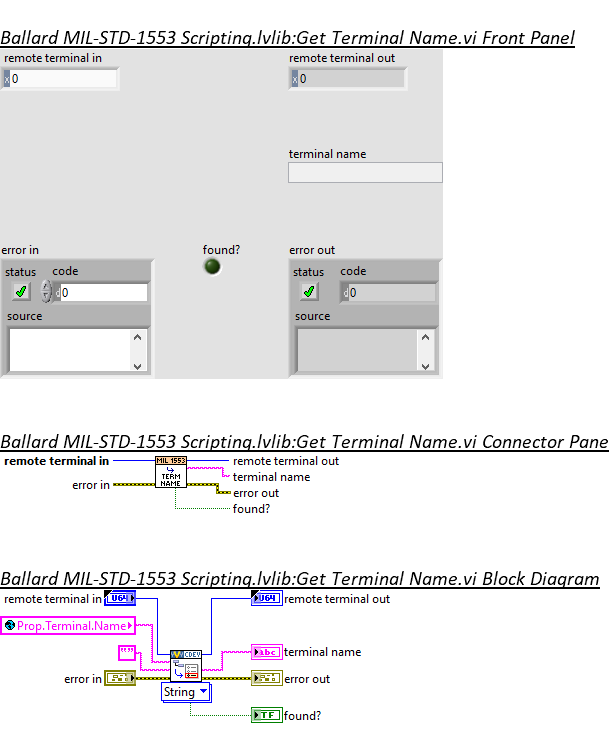 Ballard MIL-STD-1553 Scripting.lvlib:Get Terminal Name.vi Front Panel
remote terminal in
remote terminal out
x 0
x 0
terminal name
error in
found?
error out
status
code
status
code
d 0
d 0
source
source
Ballard MIL-STD-1553 Scripting.lvlib:Get Terminal Name.vi Connector Pane
remote terminal in
MIL 1553
TERM
NAME
remote terminal out
terminal name
error in
error out
found?
Ballard MIL-STD-1553 Scripting.lvlib:Get Terminal Name.vi Block Diagram
remote terminal in
U64
U64
remote terminal out
Prop.Terminal.Name
CDEV
abc
terminal name
error in
error out
String
TF
found?